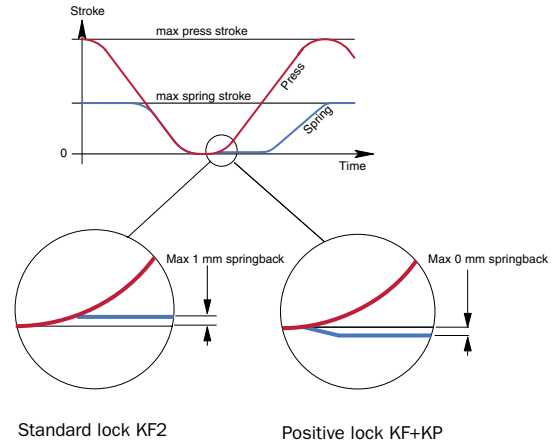 Stroke
max press stroke
Press
max spring stroke
Spring
0
Time
Max 1 mm springback
Max 0 mm springback
Standard lock KF2
Positive lock KF+KP